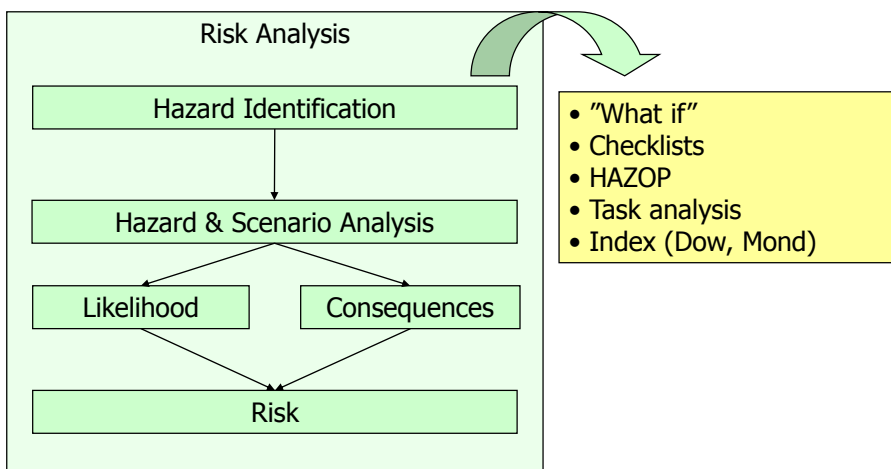 Risk Analysis
Hazard Identification
Hazard & Scenario Analysis
Likelihood
Consequences
Risk
• ”What if”
• Checklists
• HAZOP
• Task analysis
• Index (Dow, Mond)